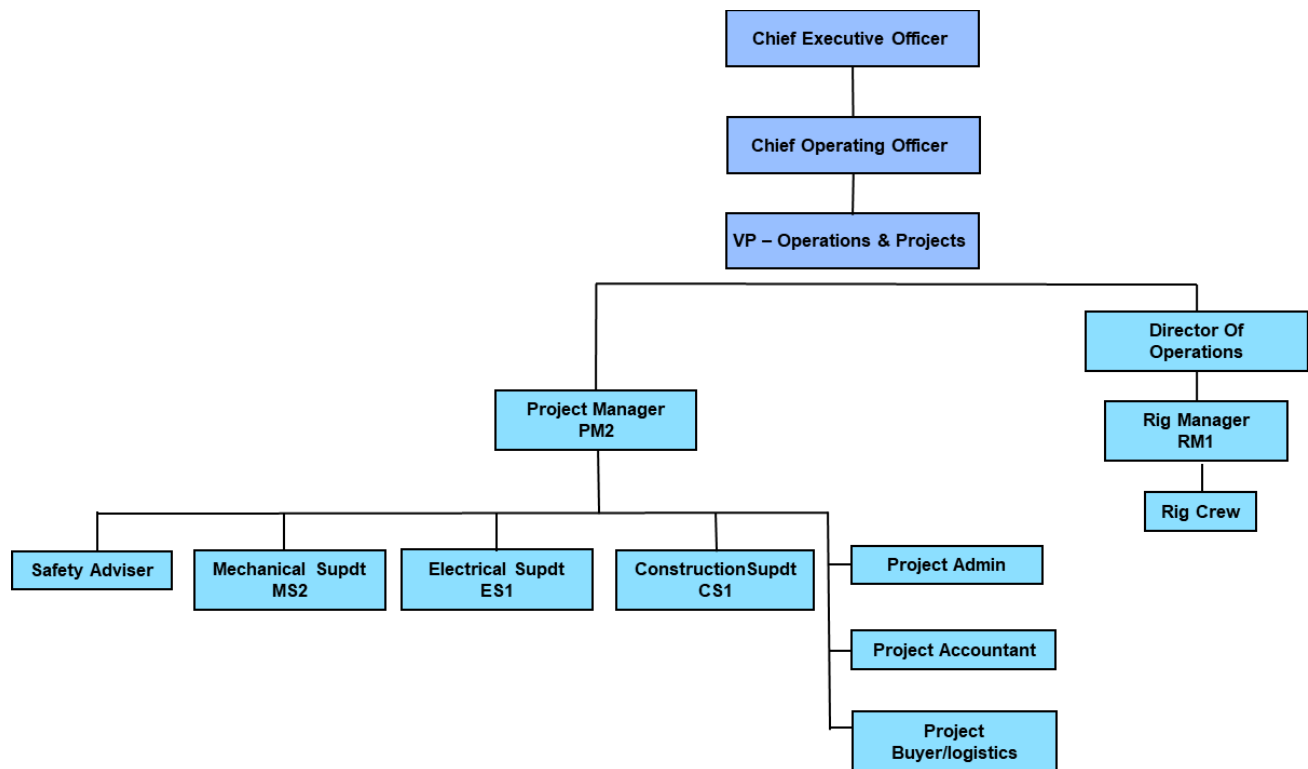 Chief Executive Officer
Chief Operating Officer
VP – Operations & Projects
Director Of
Operations
Project Manager
PM2
Rig Manager
RM1
Rig Crew
Safety Adviser
Mechanical Supdt
MS2
Electrical Supdt
ES1
ConstructionSupdt
CS1
Project Admin
Project Accountant
Project
Buyer/logistics